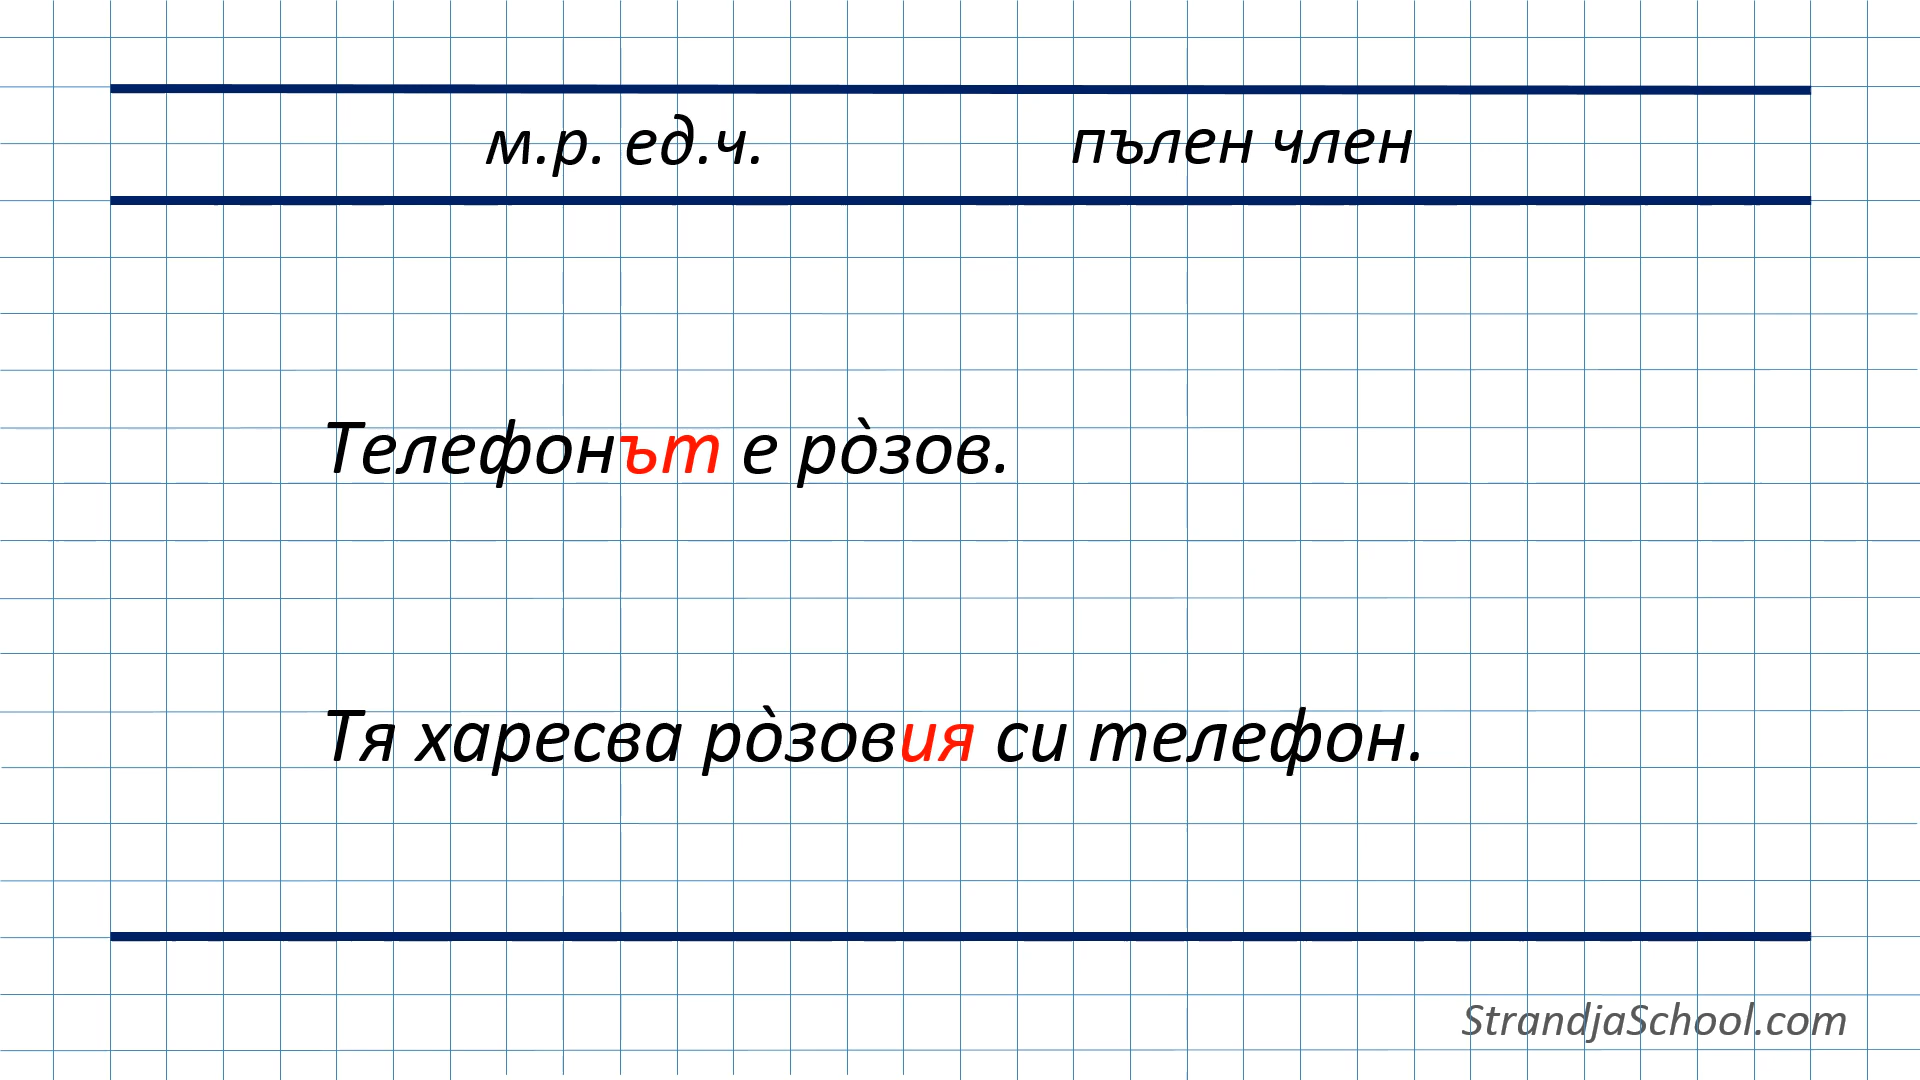 м.р. ед.ч. пълен член
Телефонът е ро̀зов.
Тя харесва ро̀зовия си телефон.
StrandjaSchool.com